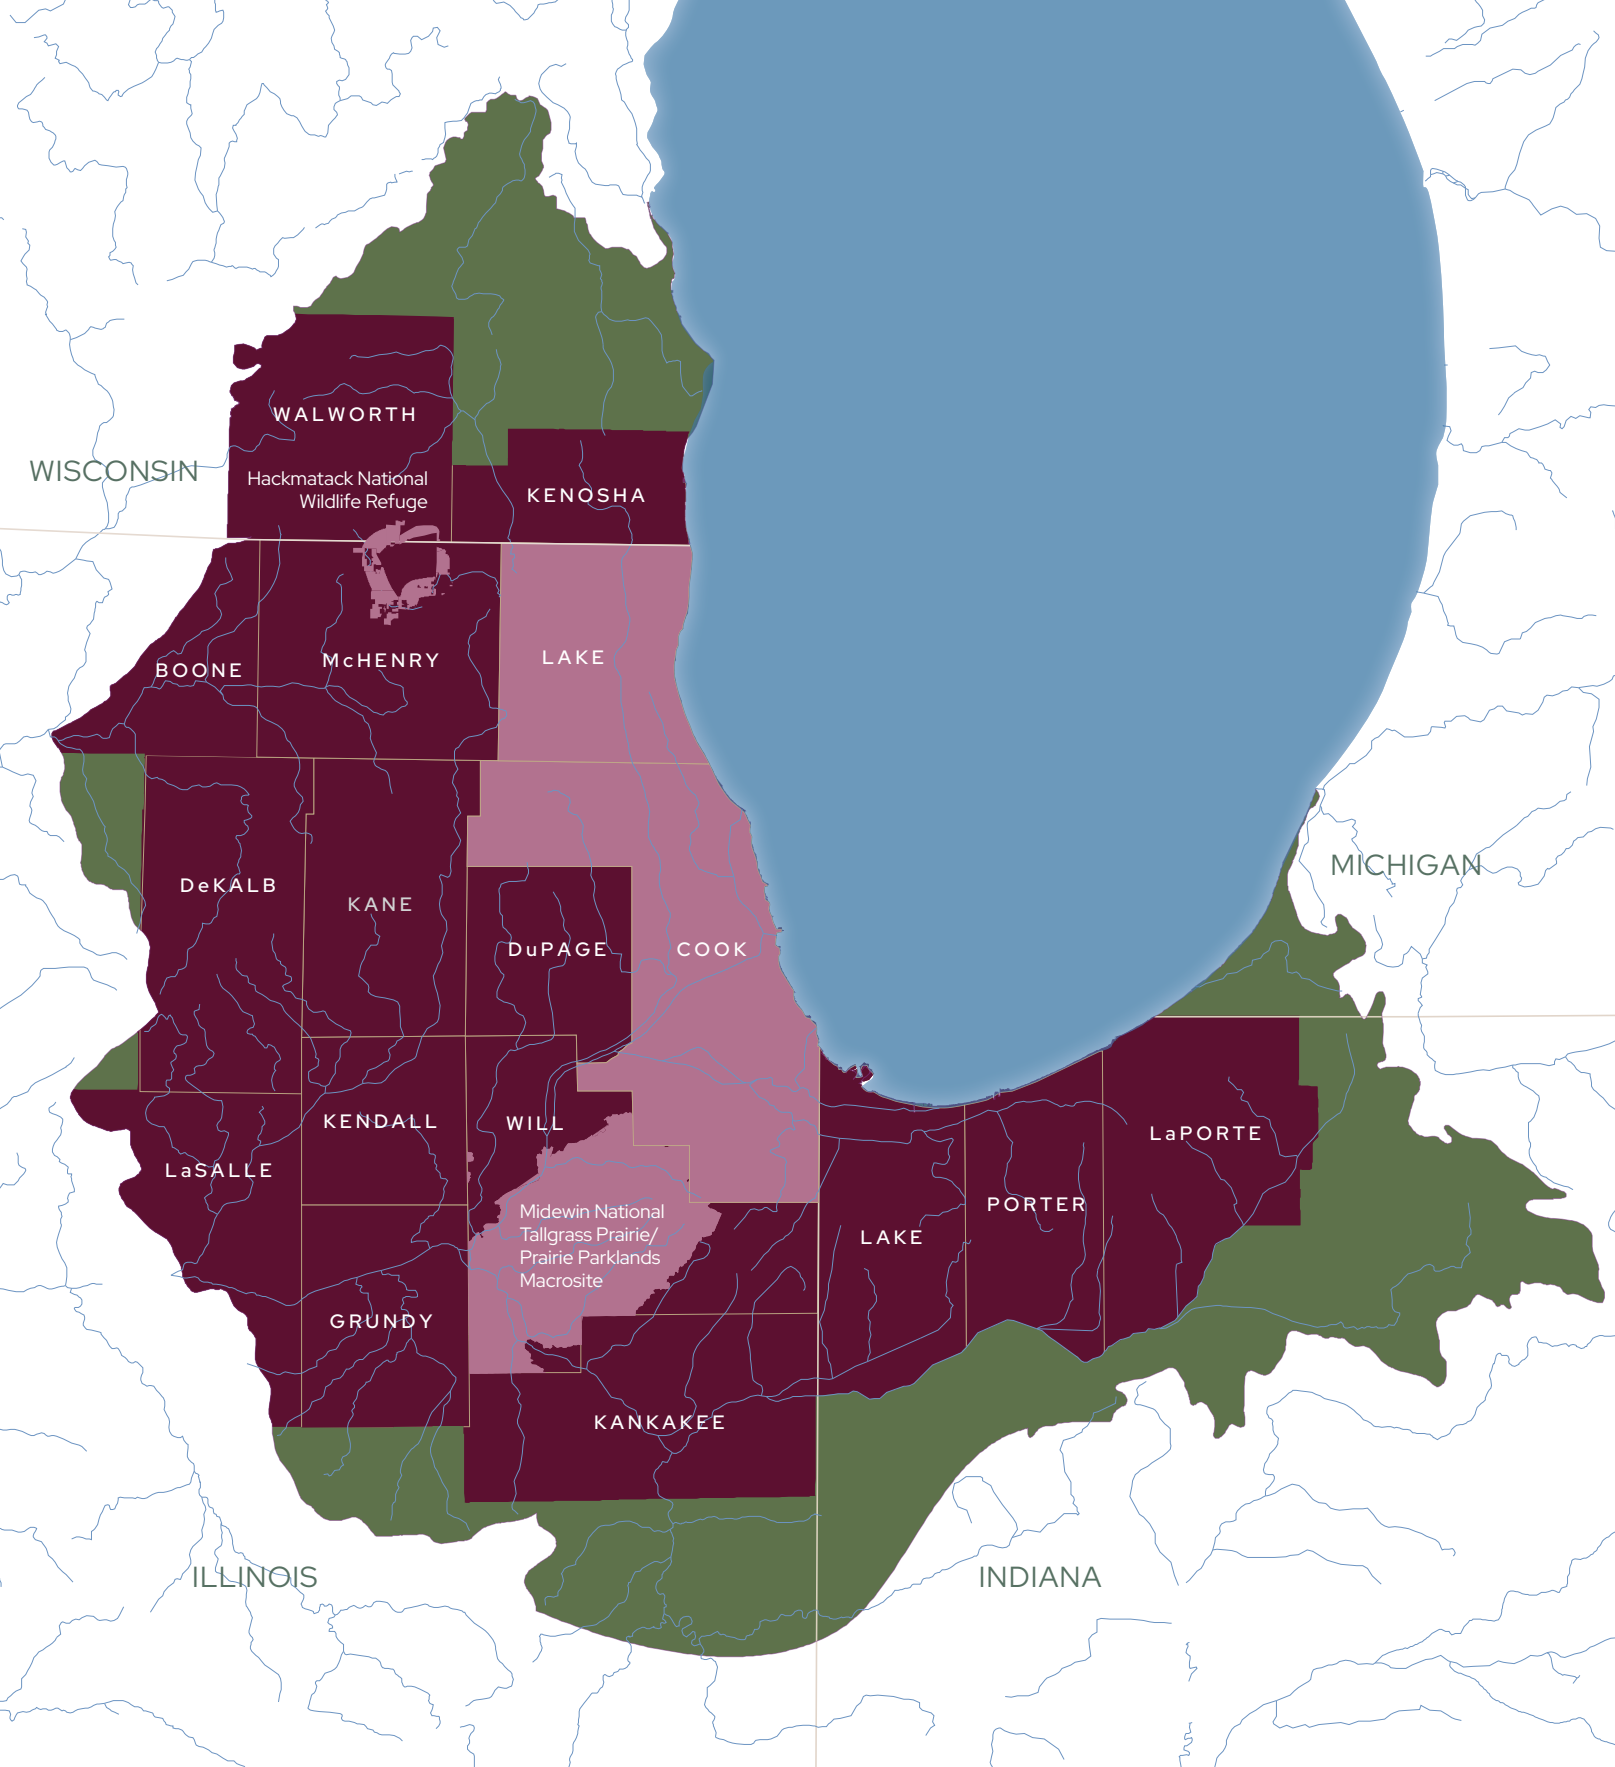 WALWORTH
WISCONSIN
Hackmatack National
Wildlife Refuge
KENOSHA
BOONE
McHENRY
LAKE
MICHIGAN
DeKALB
KANE
DuPAGE
COOK
KENDALL
WILL
LaPORTE
LaSALLE
PORTER
Midewin National
Tallgrass Prairie/
Prairie Parklands
Macrosite
LAKE
GRUNDY
KANKAKEE
ILLINOIS
INDIANA